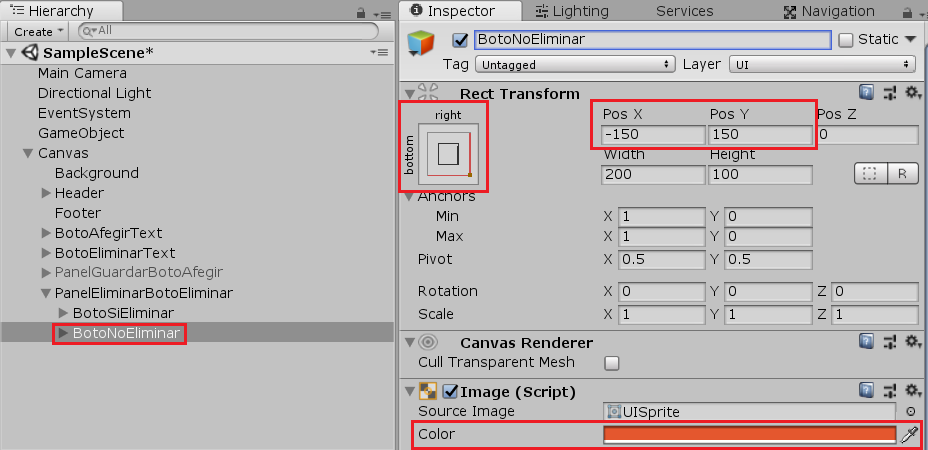 Hierarchy
Create
All
SampleScene*
Main Camera
Directional Light
EventSystem
GameObject
Canvas
Background
Header
Footer
BotoAfegirText
BotoEliminarText
PanelGuardarBotoAfegir
PanelEliminarBotoEliminar
BotoSiEliminar
BotoNoEliminar
Inspector Lighting Services Navigation
BotoNoEliminar Static
Tag Untagged Layer UI
Rect Transform
right
bottom
Pos X Pos Y Pos Z
-150 150 0
Width Height
200 100
R
Anchors
Min X 1 Y 0
Max X 1 Y 0
Pivot X 0.5 Y 0.5
Rotation X 0 Y 0 Z 0
Scale X 1 Y 1 Z 1
Canvas Renderer
Cull Transparent Mesh
Image (Script)
Source Image UISprite
Color